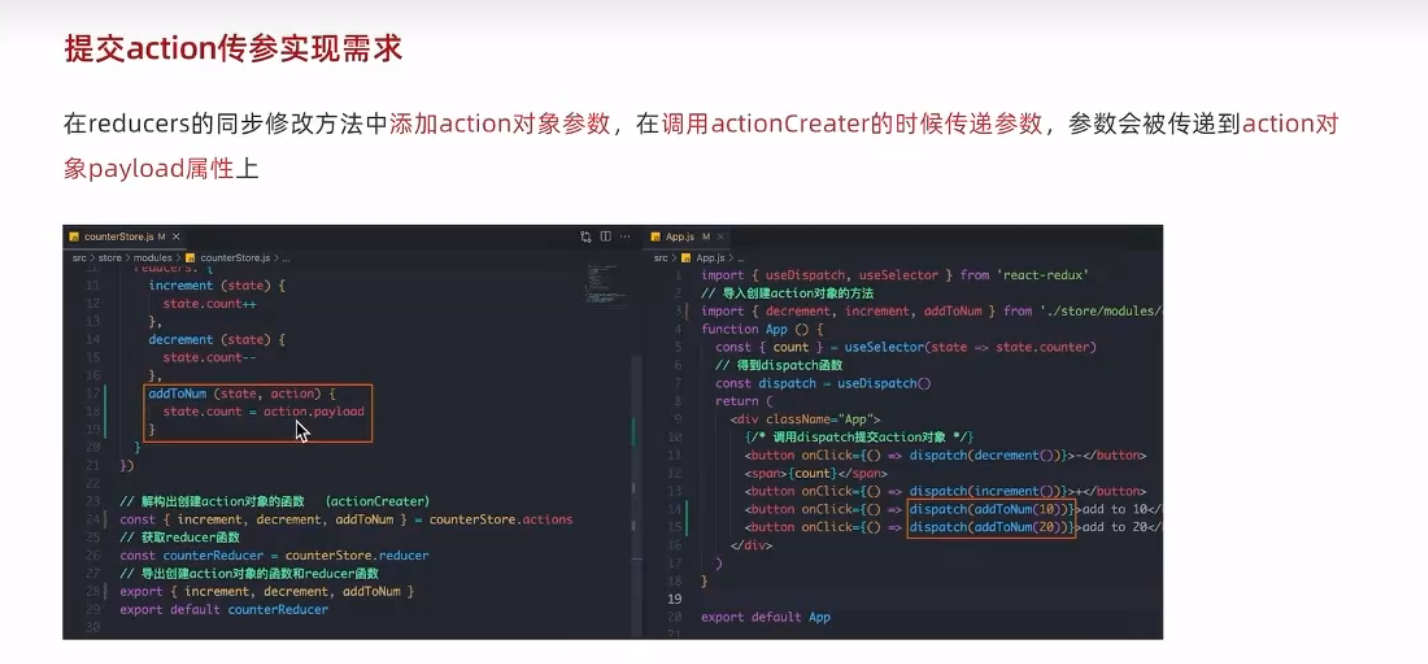 提交action传参实现需求
在reducers的同步修改方法中添加action对象参数，在调用actionCreater的时候传递参数，参数会被传递到action对
象payload属性上
counterStore.js M ×
src > store > modules > counterStore.js > ...
10 reducers: {
11 increment (state) {
12 state.count++
13 },
14 decrement (state) {
15 state.count--
16 },
17 addToNum (state, action) {
18 state.count = action.payload
19 }
20 }
21 })
22
23 // 解构出创建action对象的函数 (actionCreater)
24 const { increment, decrement, addToNum } = counterStore.actions
25 // 获取reducer函数
26 const counterReducer = counterStore.reducer
27 // 导出创建action对象的函数和reducer函数
28 export { increment, decrement, addToNum }
29 export default counterReducer
30
App.js M ×
src > App.js > ...
1 import { useDispatch, useSelector } from 'react-redux'
2 // 导入创建action对象的方法
3 import { decrement, increment, addToNum } from './store/modules/
4 function App () {
5 const { count } = useSelector(state => state.counter)
6 // 得到dispatch函数
7 const dispatch = useDispatch()
8 return (
9 <div className="App">
10 {/* 调用dispatch提交action对象 */}
11 <button onClick={() => dispatch(decrement())}>-</button>
12 <span>{count}</span>
13 <button onClick={() => dispatch(increment())}>+</button>
14 <button onClick={() => dispatch(addToNum(10))}>add to 10</
15 <button onClick={() => dispatch(addToNum(20))}>add to 20</
16 </div>
17 )
18 }
19
20 export default App
21